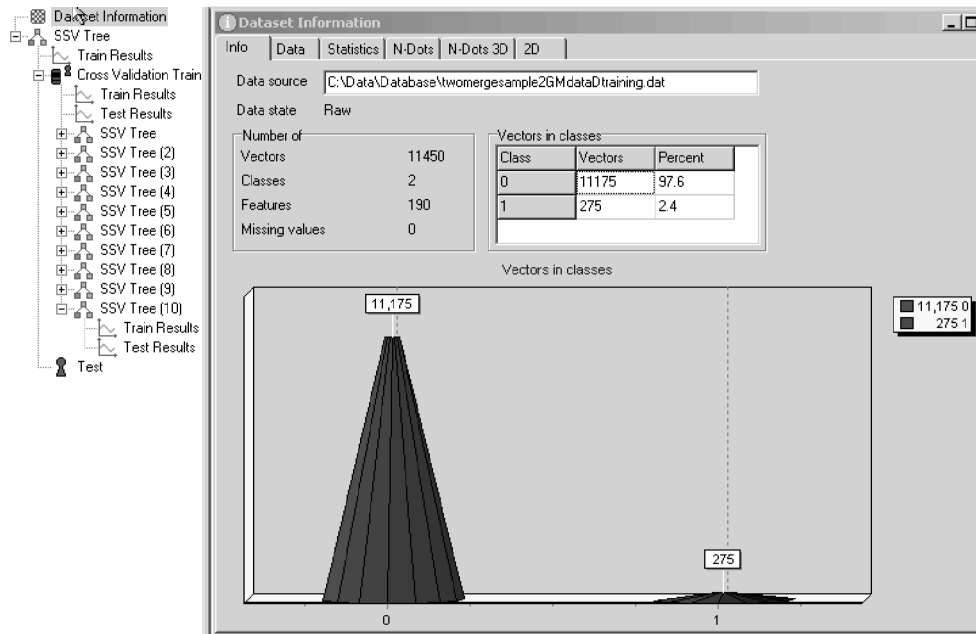 Dataset Information
SSV Tree
Train Results
Cross Validation Train
Train Results
Test Results
SSV Tree
SSV Tree (2)
SSV Tree (3)
SSV Tree (4)
SSV Tree (5)
SSV Tree (6)
SSV Tree (7)
SSV Tree (8)
SSV Tree (9)
SSV Tree (10)
Train Results
Test Results
Test
Dataset Information
Info Data Statistics N-Dots N-Dots 3D 2D
Data source C:\Data\Database\twomergesample2GMdataDtraining.dat
Data state Raw
Number of
Vectors 11450
Classes 2
Features 190
Missing values 0
Vectors in classes
Class Vectors Percent
0 11175 97.6
1 275 2.4
Vectors in classes
11,175
275
0 1
11,175 0
275 1